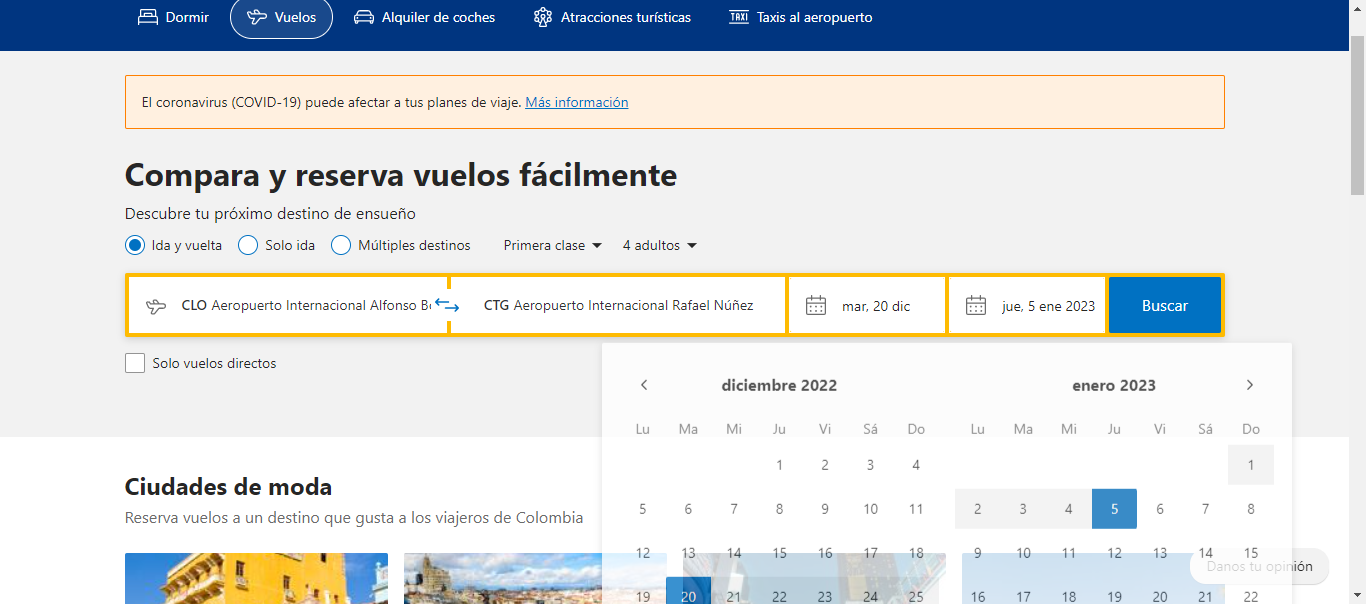 Dormir Vuelos Alquiler de coches Atracciones turísticas TAXI Taxis al aeropuerto
El coronavirus (COVID-19) puede afectar a tus planes de viaje. Más información
Compara y reserva vuelos fácilmente
Descubre tu próximo destino de ensueño
Ida y vuelta Solo ida Múltiples destinos Primera clase 4 adultos
CLO Aeropuerto Internacional Alfonso Bo CTG Aeropuerto Internacional Rafael Núñez mar, 20 dic jue, 5 ene 2023 Buscar
Solo vuelos directos
diciembre 2022 enero 2023
Lu Ma Mi Ju Vi Sá Do Lu Ma Mi Ju Vi Sá Do
1 2 3 4 1
5 6 7 8 9 10 11 2 3 4 5 6 7 8
12 13 14 15 16 17 18 9 10 11 12 13 14 15
19 20 21 22 23 24 25 16 17 18 19 20 21 22
Ciudades de moda
Reserva vuelos a un destino que gusta a los viajeros de Colombia
Danos tu opinión